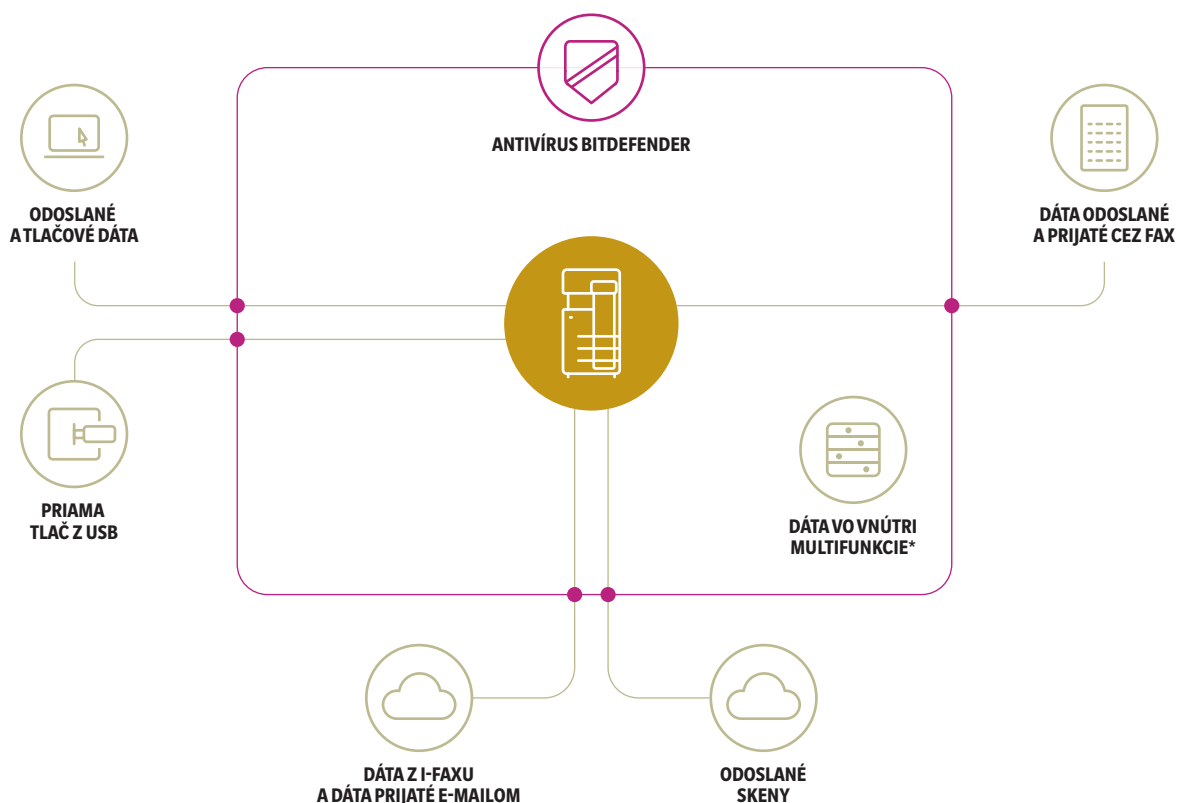 ANTIVÍRUS BITDEFENDER
ODOSLANÉ
A TLAČOVÉ DÁTA
DÁTA ODOSLANÉ
A PRIJATÉ CEZ FAX
PRIAMA
TLAČ Z USB
DÁTA VO VNÚTRI
MULTIFUNKCIE*
DÁTA Z I-FAXU
A DÁTA PRIJATÉ E-MAILOM
ODOSLANÉ
SKENY